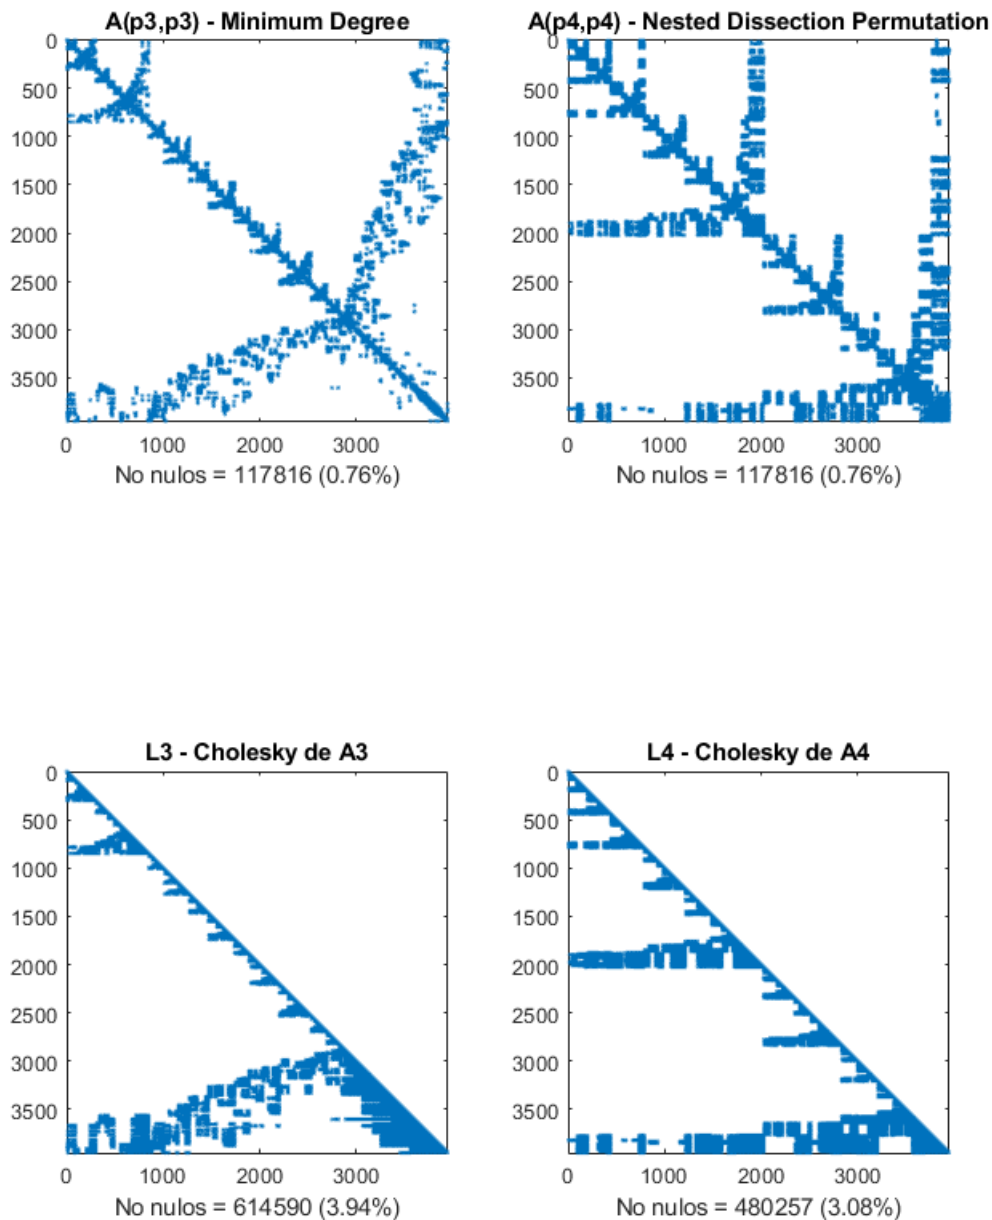 A(p3,p3) - Minimum Degree
0
500
1000
1500
2000
2500
3000
3500
0 1000 2000 3000
No nulos = 117816 (0.76%)
A(p4,p4) - Nested Dissection Permutation
0
500
1000
1500
2000
2500
3000
3500
0 1000 2000 3000
No nulos = 117816 (0.76%)
L3 - Cholesky de A3
0
500
1000
1500
2000
2500
3000
3500
0 1000 2000 3000
No nulos = 614590 (3.94%)
L4 - Cholesky de A4
0
500
1000
1500
2000
2500
3000
3500
0 1000 2000 3000
No nulos = 480257 (3.08%)